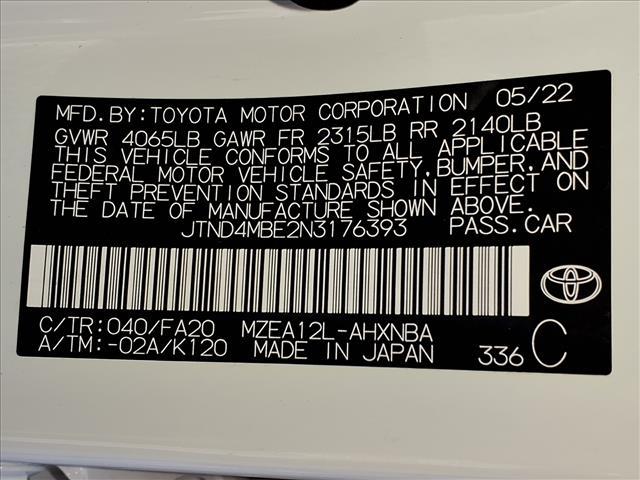 MFD.BY:TOYOTA MOTOR CORPORATION 05/22
GVWR 4065LB GAWR FR 2315LB RR 2140LB
THIS VEHICLE CONFORMS TO ALL APPLICABLE
FEDERAL MOTOR VEHICLE SAFETY,BUMPER,AND
THEFT PREVENTION STANDARDS IN EFFECT ON
THE DATE OF MANUFACTURE SHOWN ABOVE.
JTND4MBE2N3176393 PASS.CAR
C/TR:040/FA20 MZEA12L-AHXNBA
A/TM:-02A/K120 MADE IN JAPAN 336 C